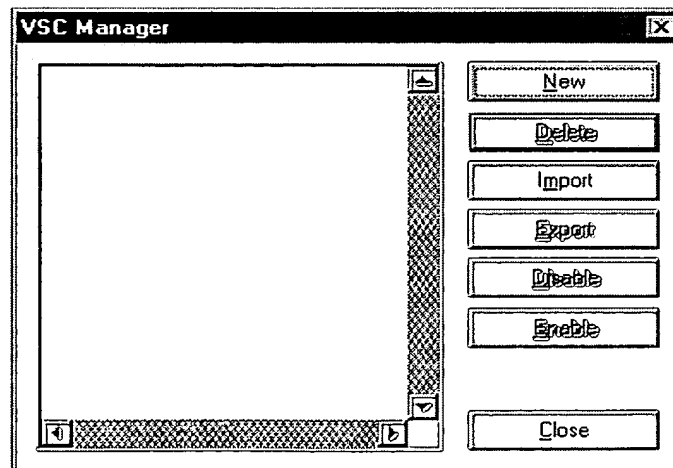 VSC Manager
New
Delete
Import
Export
Disable
Enable
Close